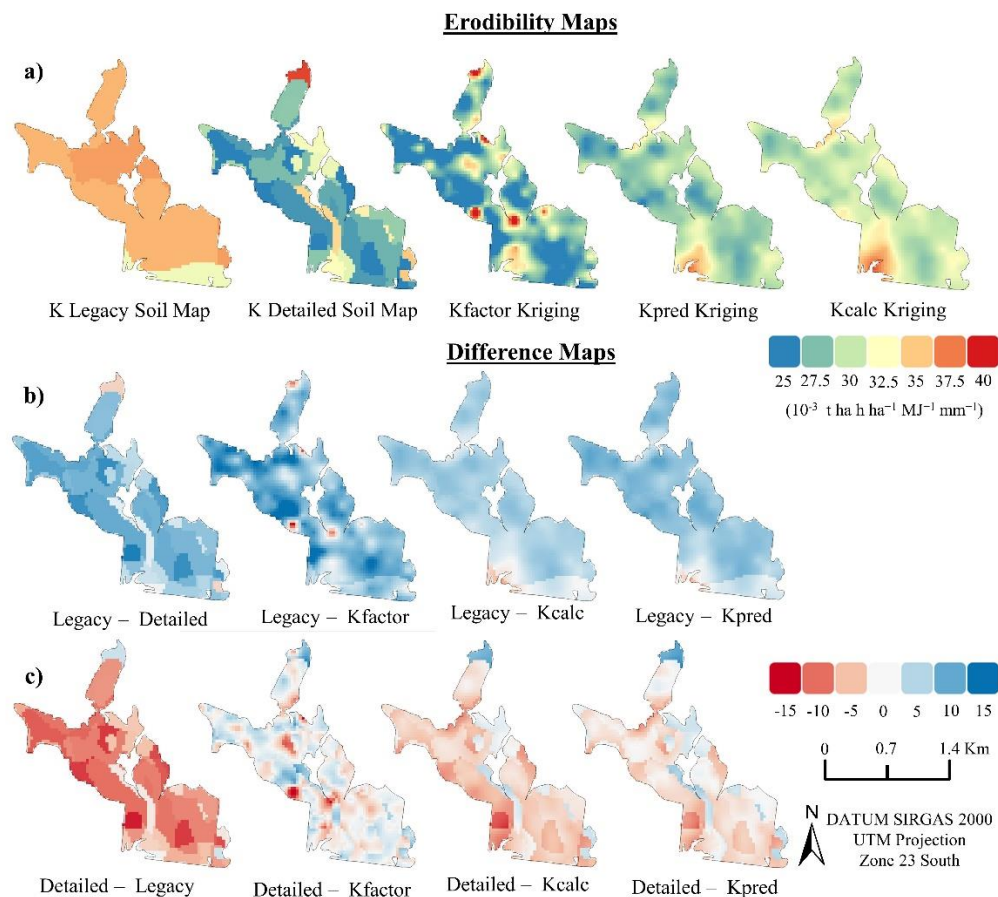 Erodibility Maps
a)
K Legacy Soil Map
K Detailed Soil Map
Kfactor Kriging
Kpred Kriging
Kcalc Kriging
25 27.5 30 32.5 35 37.5 40
(10⁻³ t ha h ha⁻¹ MJ⁻¹ mm⁻¹)
Difference Maps
b)
Legacy – Detailed
Legacy – Kfactor
Legacy – Kcalc
Legacy – Kpred
c)
Detailed – Legacy
Detailed – Kfactor
Detailed – Kcalc
Detailed – Kpred
-15 -10 -5 0 5 10 15
0 0.7 1.4 Km
N
DATUM SIRGAS 2000
UTM Projection
Zone 23 South